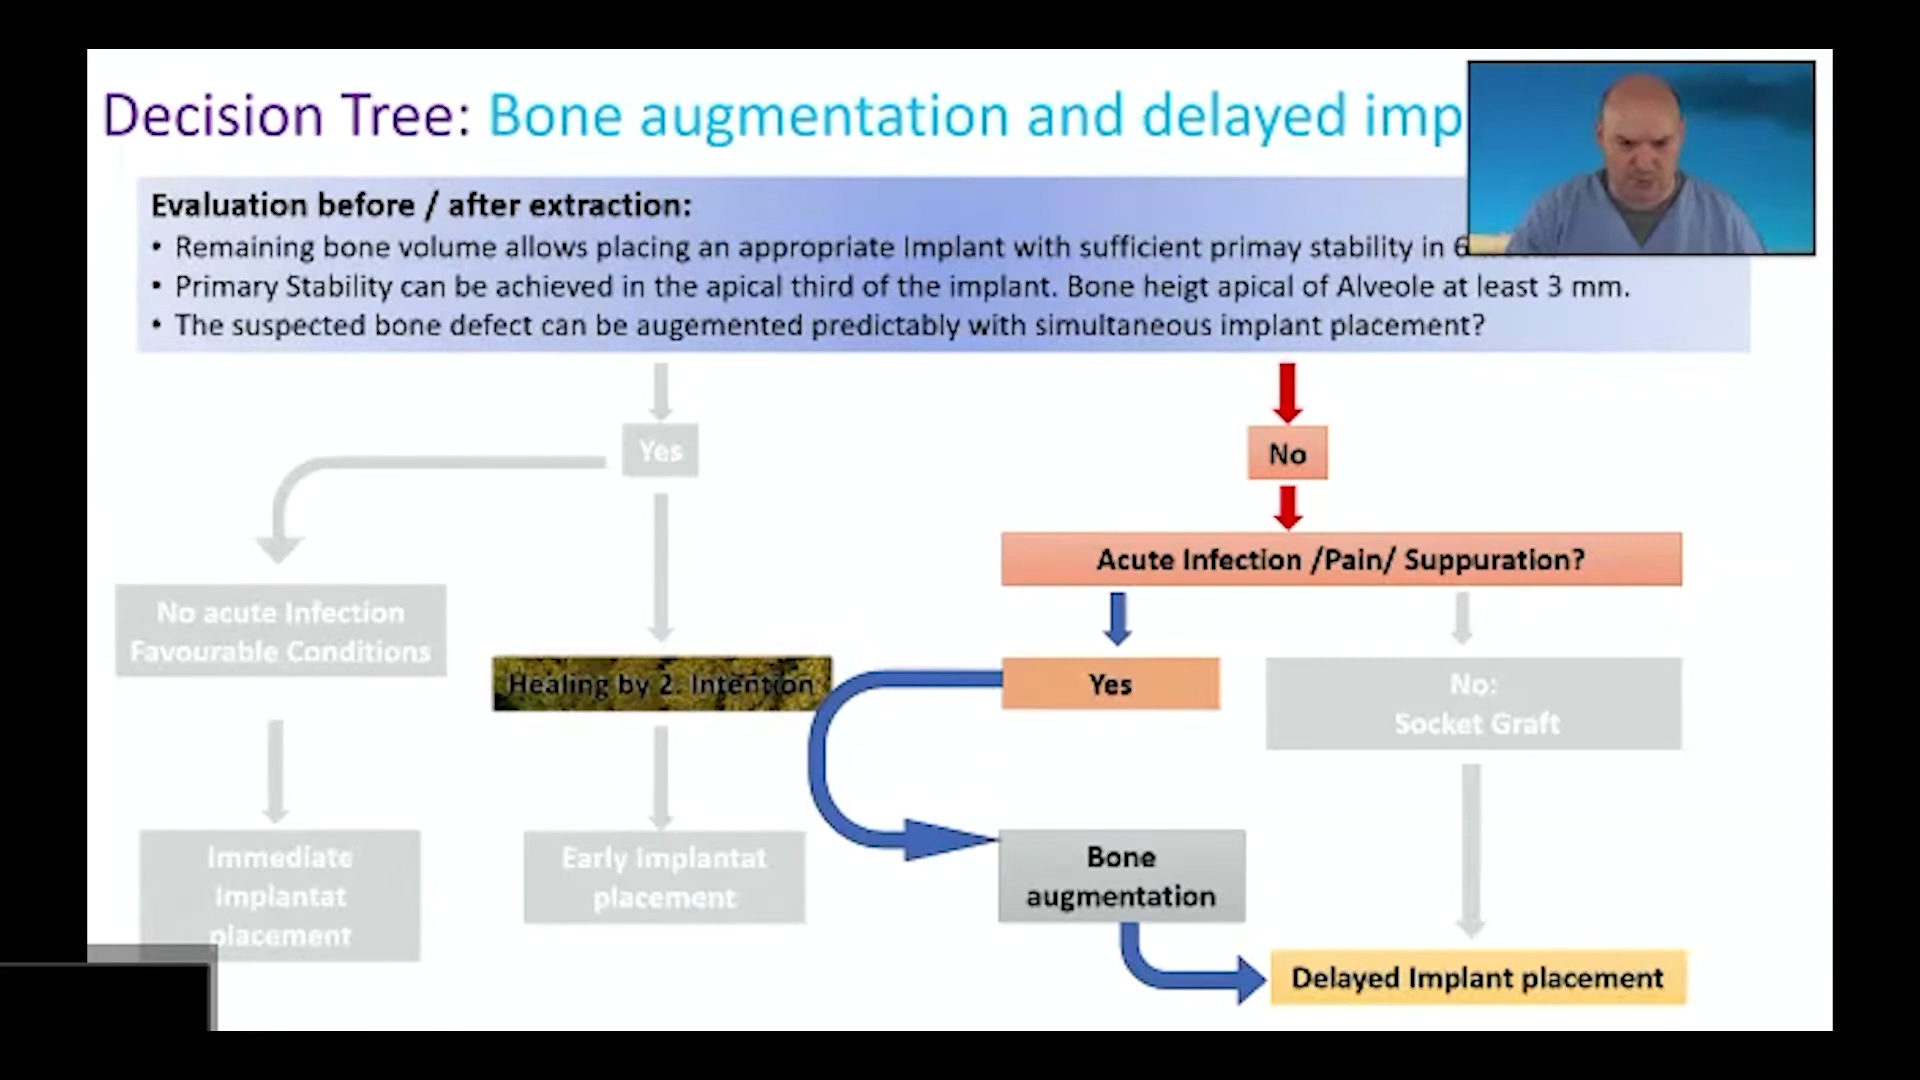 Decision Tree: Bone augmentation and delayed imp
Evaluation before / after extraction:
• Remaining bone volume allows placing an appropriate Implant with sufficient primay stability in 6
• Primary Stability can be achieved in the apical third of the implant. Bone heigt apical of Alveole at least 3 mm.
• The suspected bone defect can be augemented predictably with simultaneous implant placement?
Yes
No
Acute Infection /Pain/ Suppuration?
No acute Infection
Favourable Conditions
Healing by 2. Intention
Yes
No:
Socket Graft
Immediate
Implantat
placement
Early Implantat
placement
Bone
augmentation
Delayed Implant placement